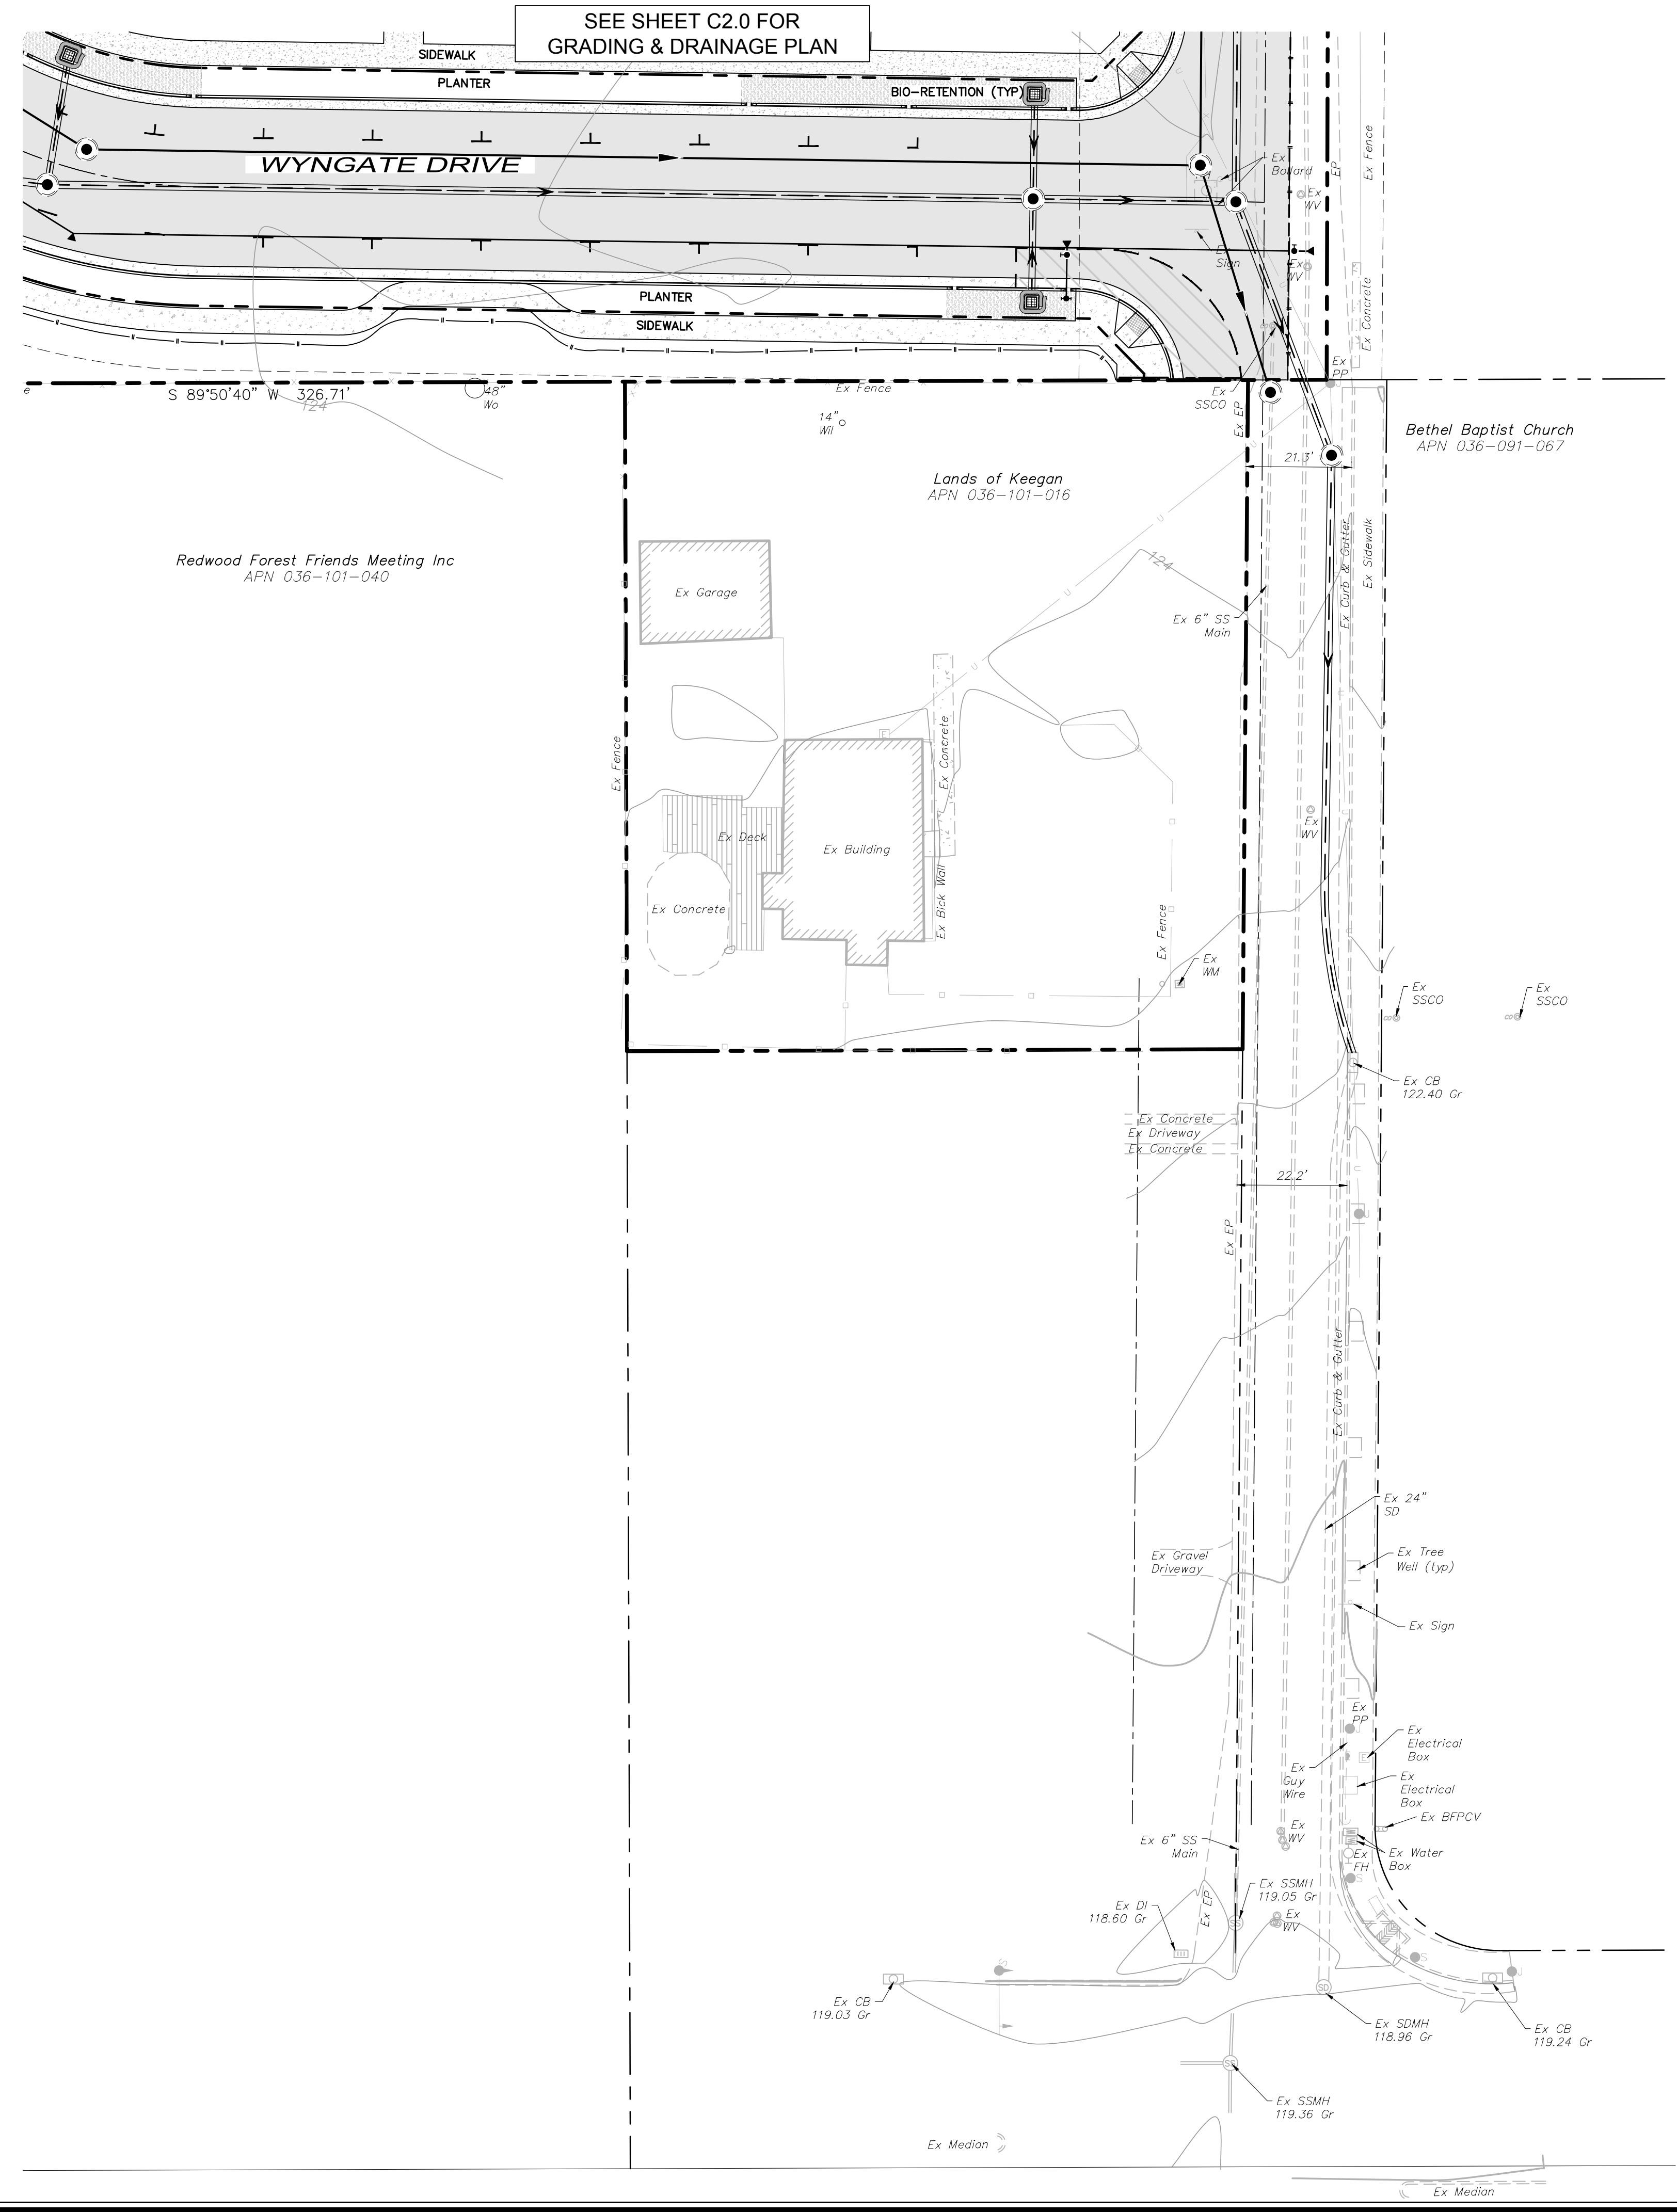 SEE SHEET C2.0 FOR
GRADING & DRAINAGE PLAN
SIDEWALK
PLANTER
BIO-RETENTION (TYP)
WYNGATE DRIVE
Ex
Bollard
EP
Ex Fence
Ex
WV
Ex
Sign
Ex
WV
Ex Concrete
PLANTER
SIDEWALK
Ex
PP
S 89°50'40" W 326.71'
124
48"
Wo
Ex Fence
Ex
SSCO
Ex EP
14"
Wil
Bethel Baptist Church
APN 036-091-067
21.3'
Lands of Keegan
APN 036-101-016
Redwood Forest Friends Meeting Inc
APN 036-101-040
124
Ex Curb & Gutter
Ex Sidewalk
Ex Garage
Ex 6" SS
Main
Ex Fence
E
Ex Concrete
Ex
WV
Ex Deck
Ex Building
Ex Concrete
Ex Bick Wall
Ex Fence
Ex
WM
Ex
SSCO
Ex
SSCO
Ex CB
122.40 Gr
Ex Concrete
Ex Driveway
Ex Concrete
22.2'
Ex EP
Ex Curb & Gutter
Ex 24"
SD
Ex Gravel
Driveway
Ex Tree
Well (typ)
Ex Sign
Ex
PP
Ex
Electrical
Box
Ex
Guy
Wire
Ex
Electrical
Box
Ex BFPCV
Ex
WV
Ex 6" SS
Main
Ex
FH
Ex Water
Box
Ex SSMH
119.05 Gr
Ex DI
118.60 Gr
Ex EP
Ex
WV
SS
SD
Ex CB
119.03 Gr
Ex SDMH
118.96 Gr
Ex CB
119.24 Gr
SS
Ex SSMH
119.36 Gr
Ex Median
Ex Median